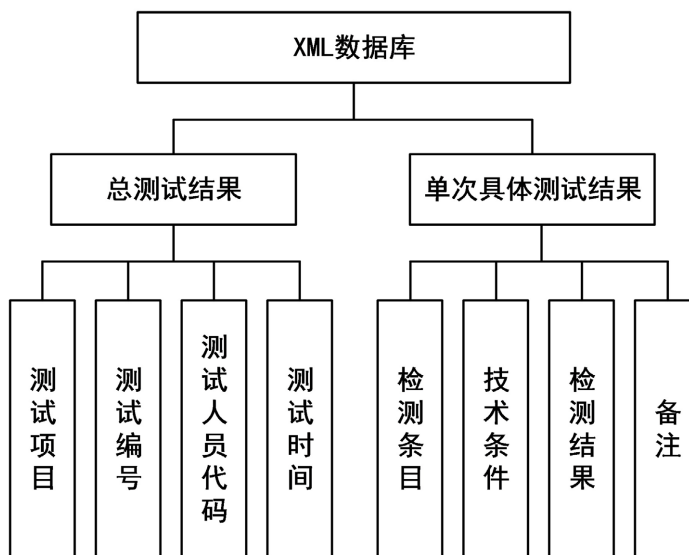 XML数据库
总测试结果
单次具体测试结果
测试项目
测试编号
测试人员代码
测试时间
检测条目
技术条件
检测结果
备注